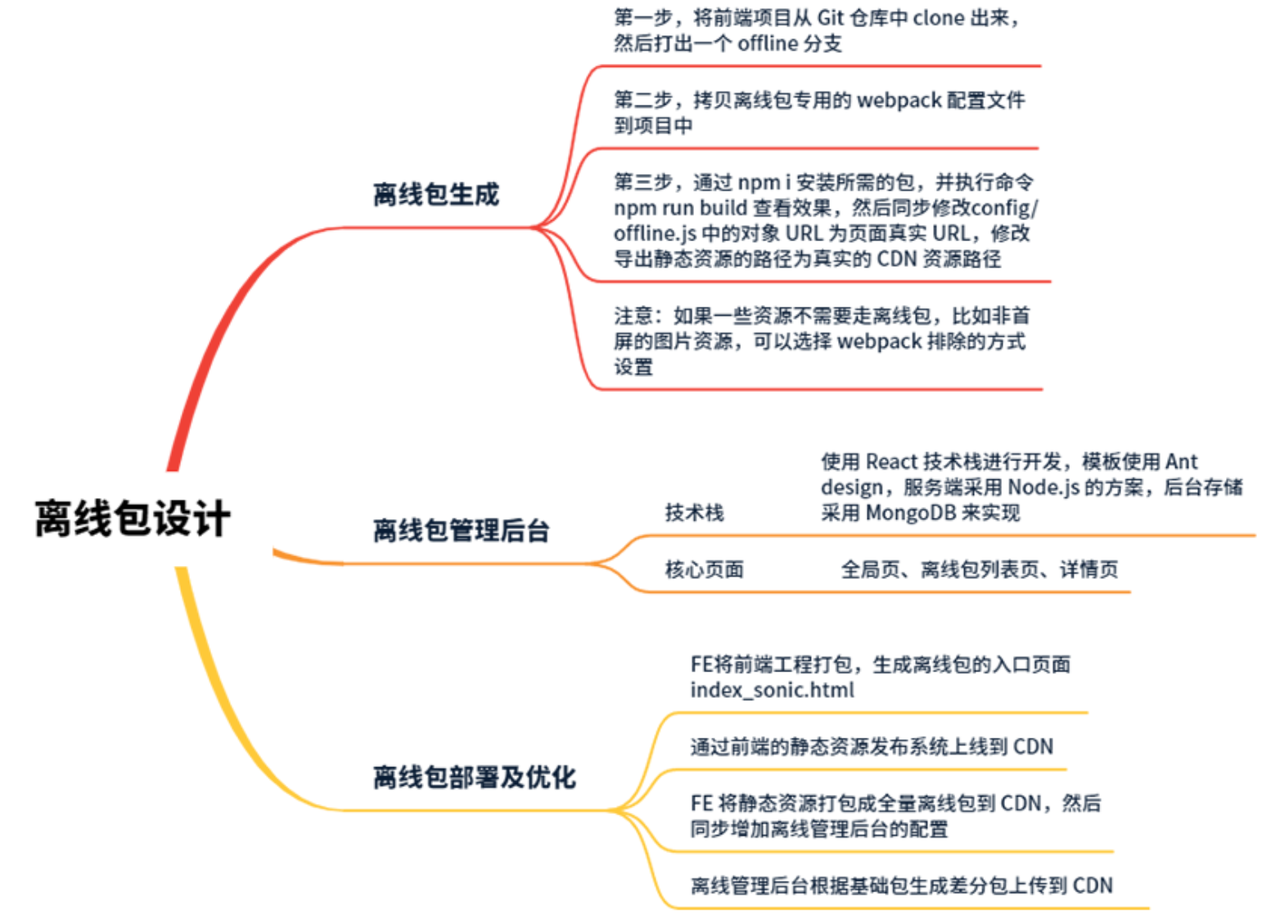 第一步，将前端项目从 Git 仓库中 clone 出来，
然后打出一个 offline 分支
第二步，拷贝离线包专用的 webpack 配置文件
到项目中
离线包生成
第三步，通过 npm i 安装所需的包，并执行命令
npm run build 查看效果，然后同步修改config/
offline.js 中的对象 URL 为页面真实 URL，修改
导出静态资源的路径为真实的 CDN 资源路径
注意：如果一些资源不需要走离线包，比如非首
屏的图片资源，可以选择 webpack 排除的方式
设置
离线包设计
离线包管理后台
技术栈
使用 React 技术栈进行开发，模板使用 Ant
design，服务端采用 Node.js 的方案，后台存储
采用 MongoDB 来实现
核心页面
全局页、离线包列表页、详情页
离线包部署及优化
FE将前端工程打包，生成离线包的入口页面
index_sonic.html
通过前端的静态资源发布系统上线到 CDN
FE 将静态资源打包成全量离线包到 CDN，然后
同步增加离线管理后台的配置
离线管理后台根据基础包生成差分包上传到 CDN